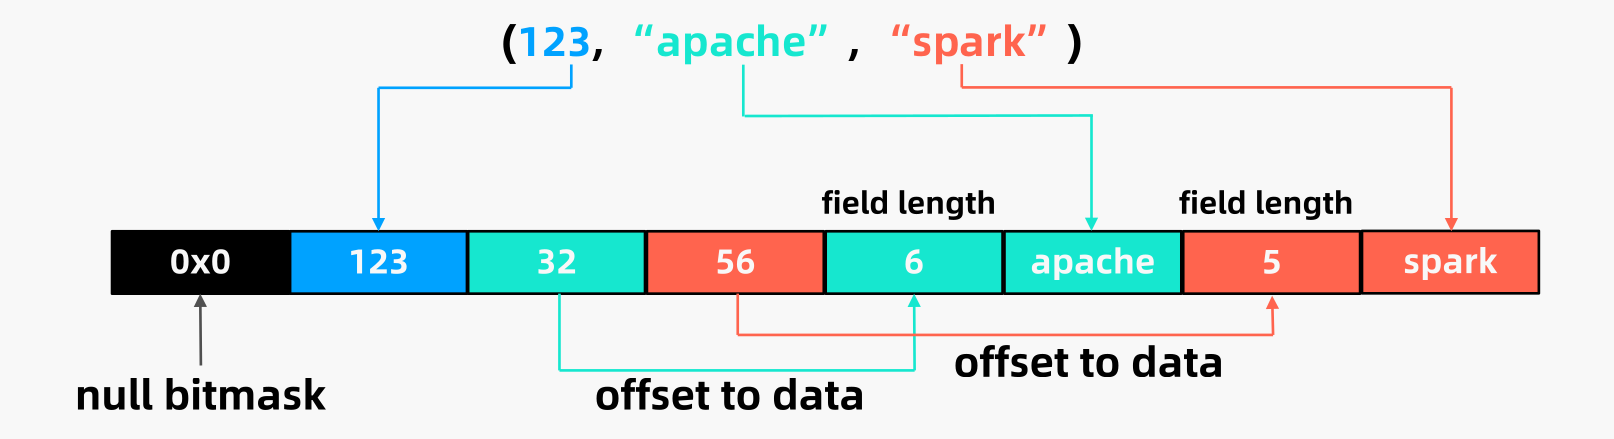 (123, “apache” , “spark” )
field length field length
0x0 123 32 56 6 apache 5 spark
offset to data
null bitmask offset to data